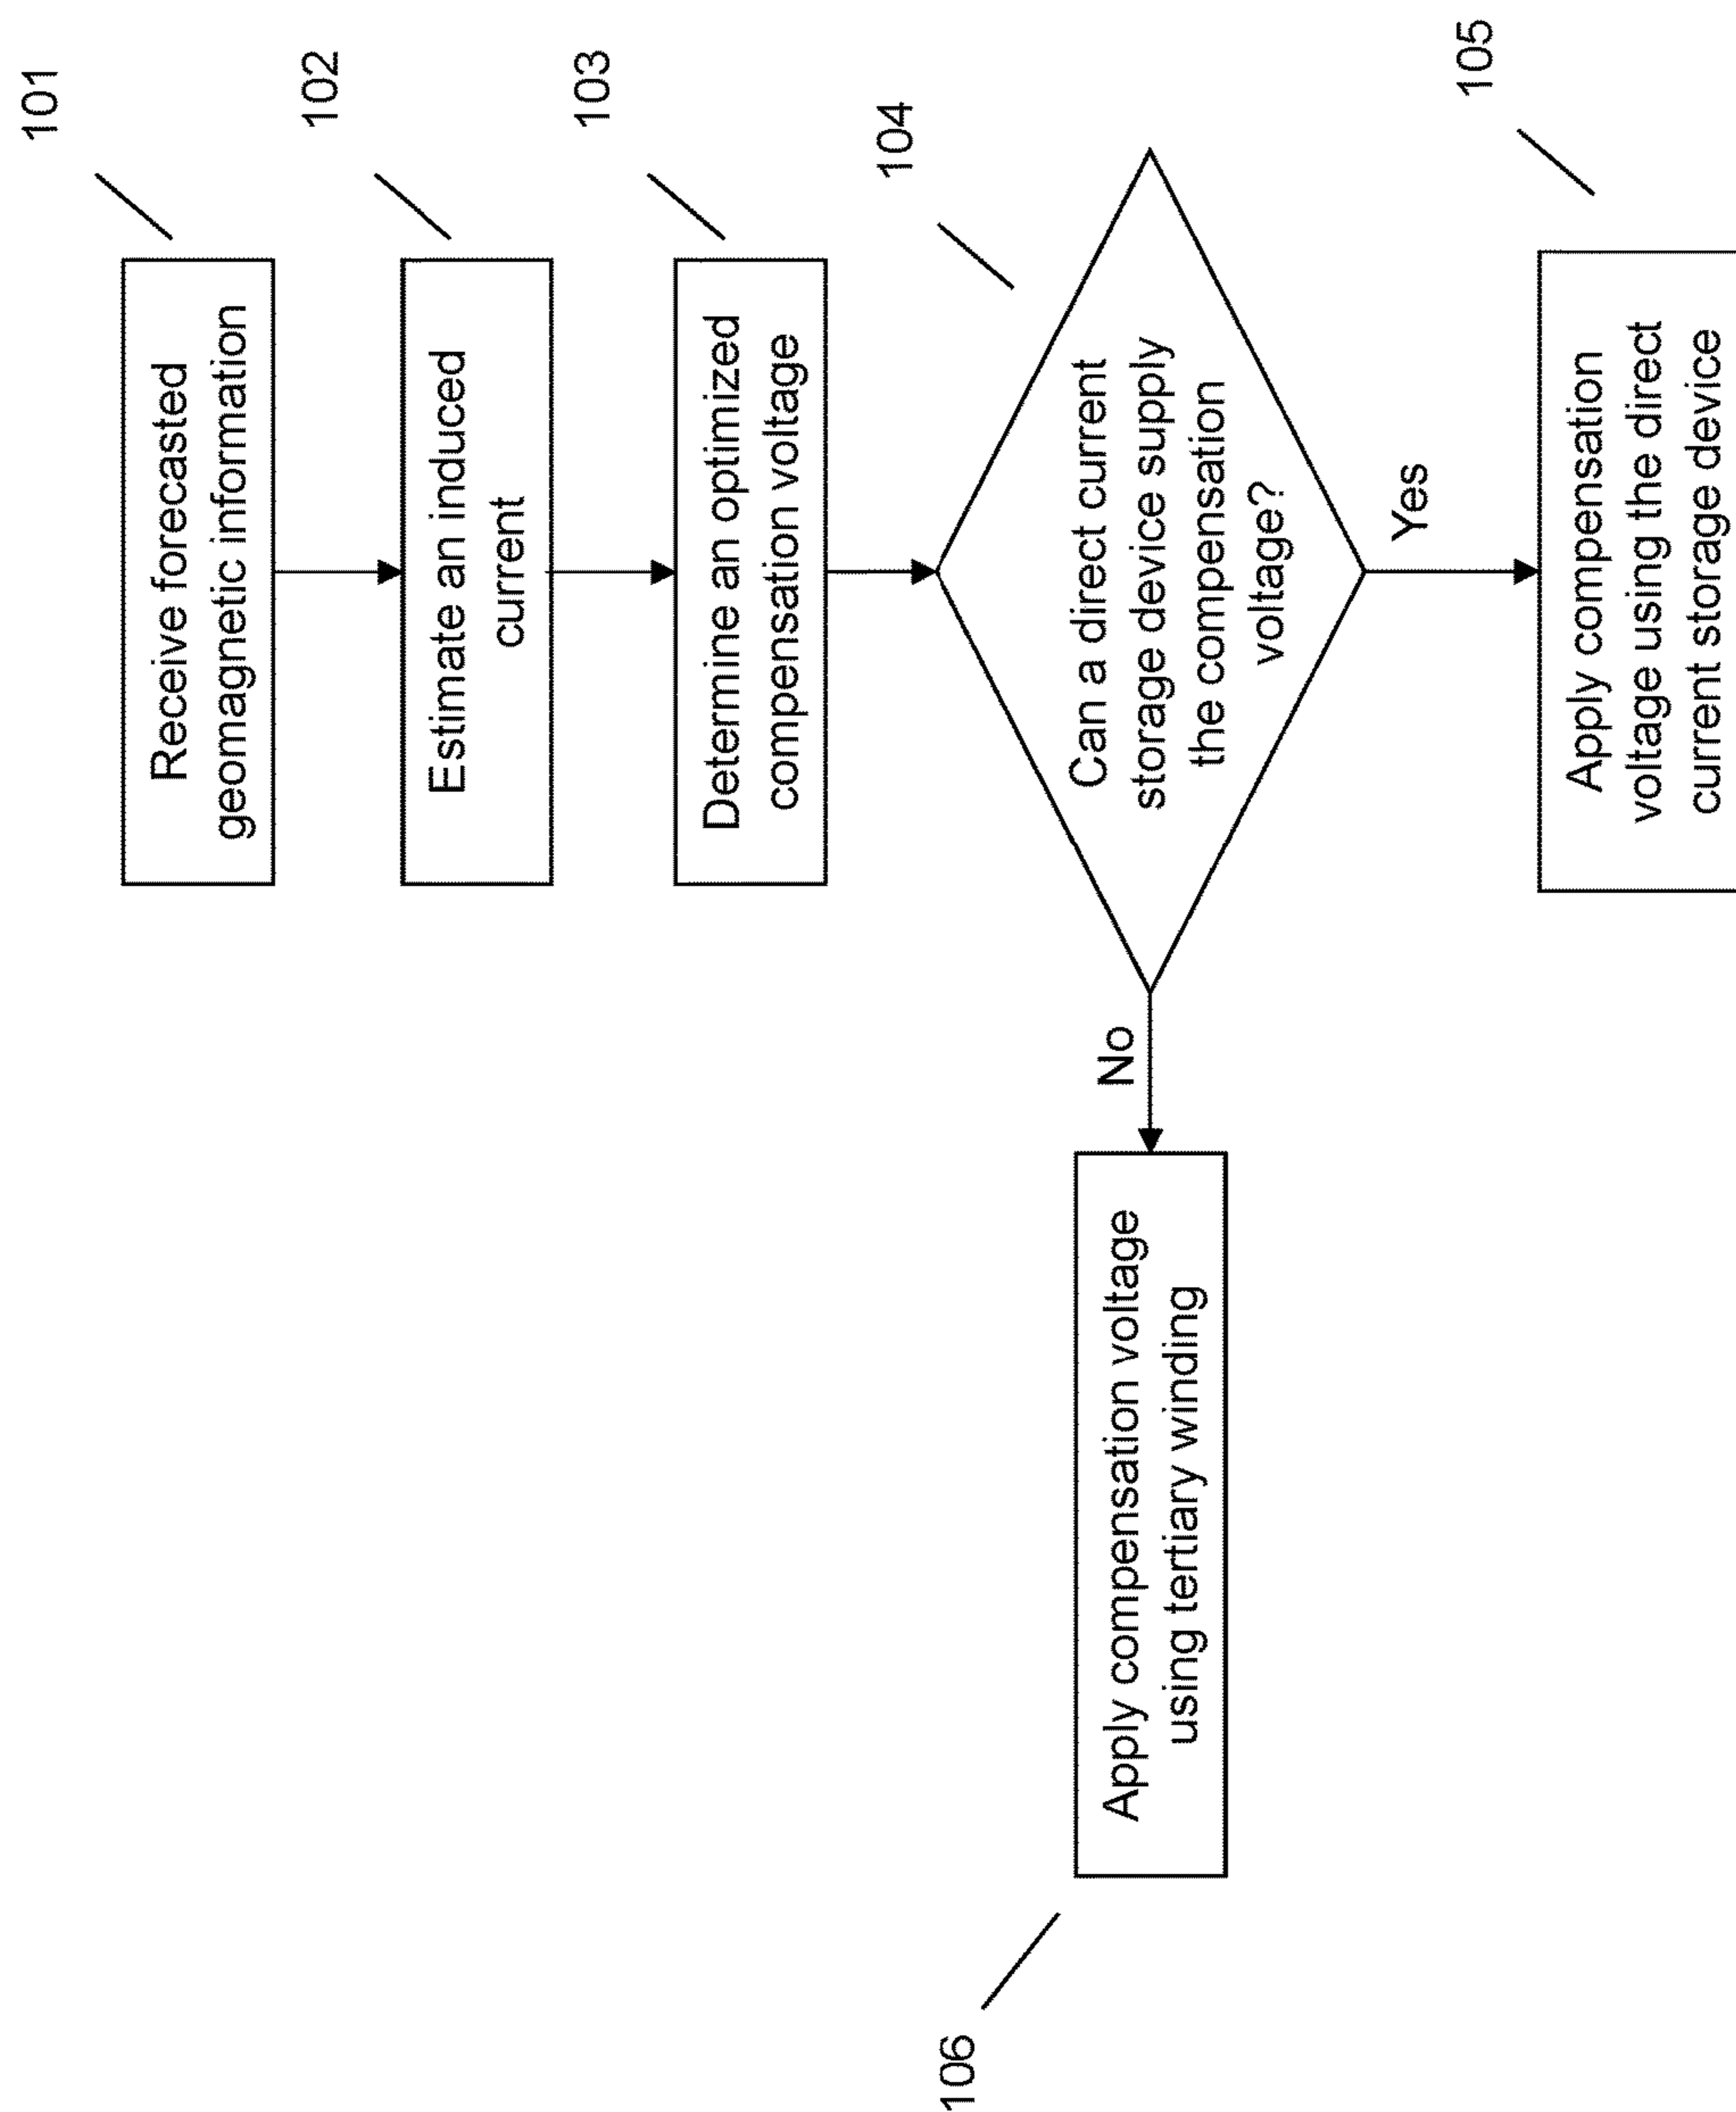 101
Receive forecasted
geomagnetic information
102
Estimate an induced
current
103
Determine an optimized
compensation voltage
104
Can a direct current
storage device supply
the compensation
voltage?
No
Yes
106
Apply compensation voltage
using tertiary winding
105
Apply compensation
voltage using the direct
current storage device